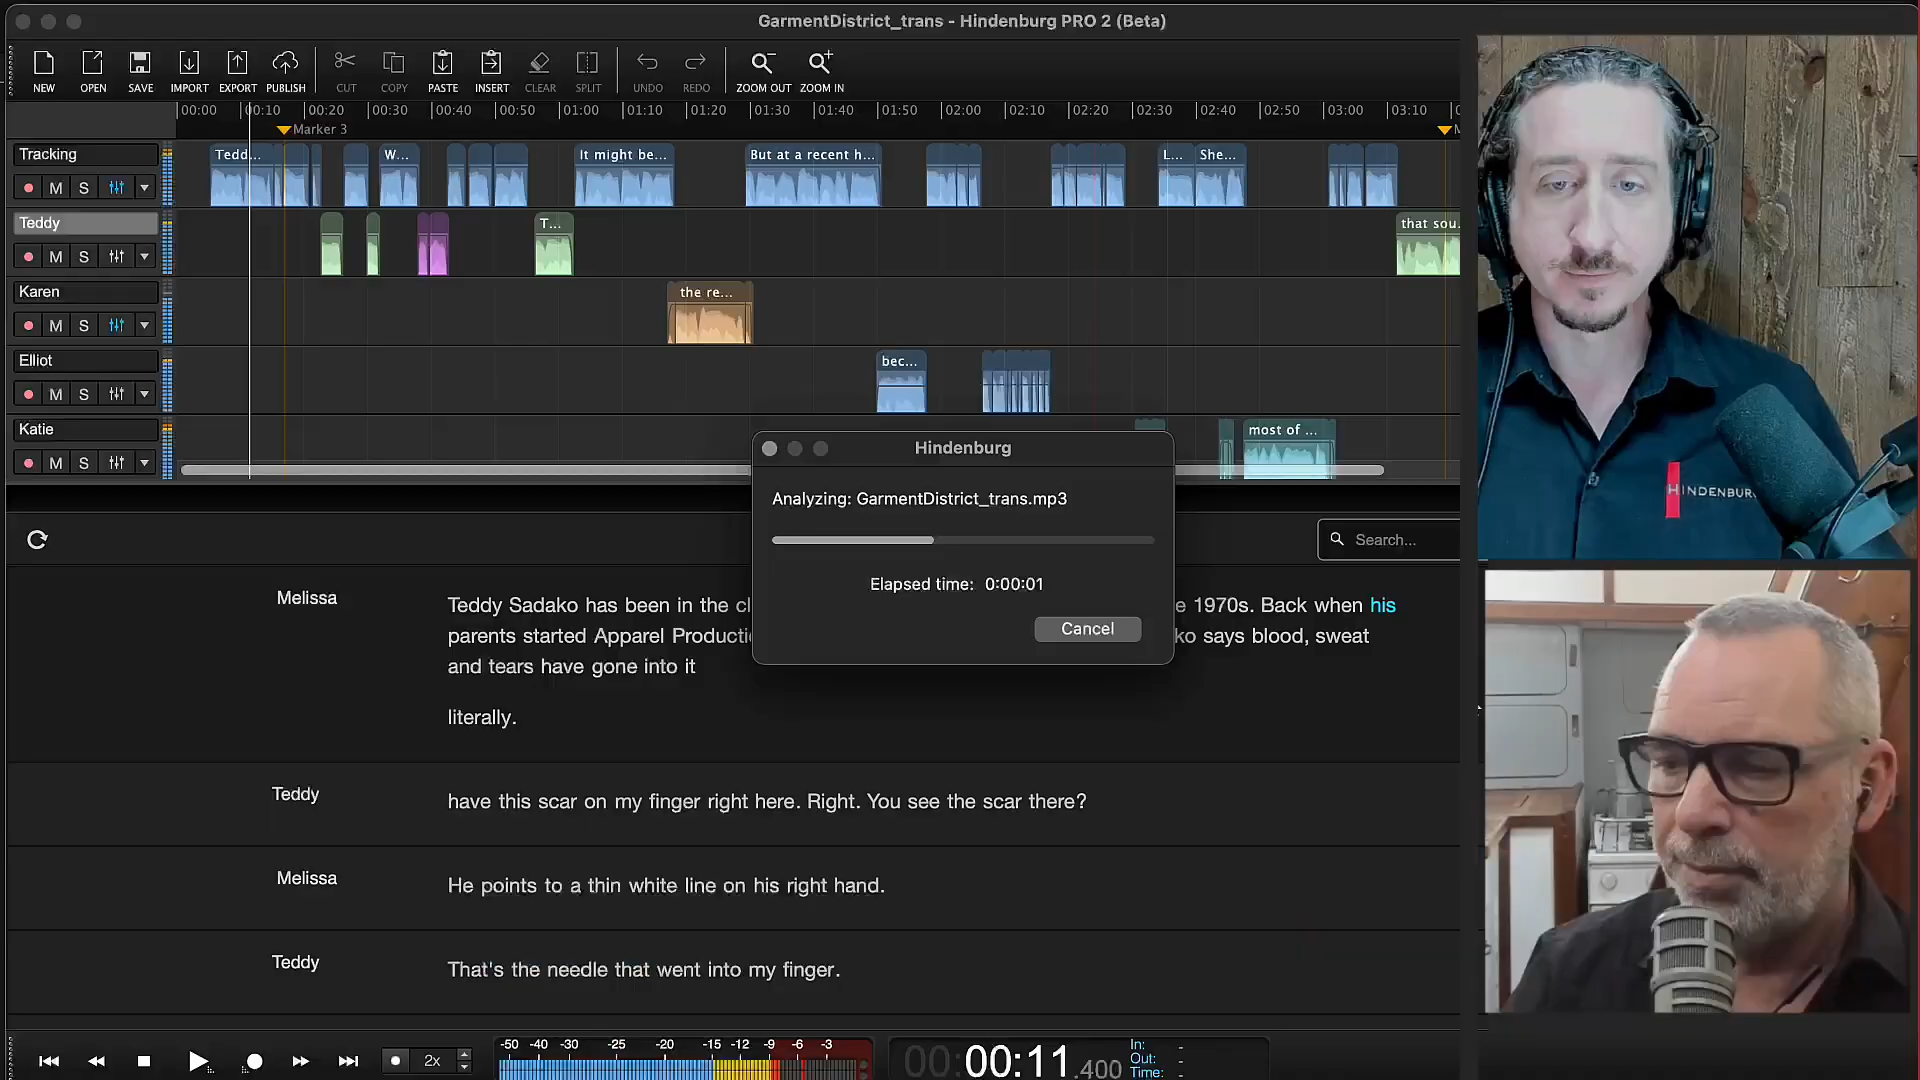 GarmentDistrict_trans - Hindenburg PRO 2 (Beta)
NEW OPEN SAVE IMPORT EXPORT PUBLISH CUT COPY PASTE INSERT CLEAR SPLIT UNDO REDO ZOOM OUT ZOOM IN
00:00 00:10 00:20 00:30 00:40 00:50 01:00 01:10 01:20 01:30 01:40 01:50 02:00 02:10 02:20 02:30 02:40 02:50 03:00 03:10
Marker 3
Tracking
Tedd... W... It might be... But at a recent h... L... She...
M S
Teddy
T... that sou.
M S
Karen
the re...
M S
Elliot
bec...
M S
Katie
most of ...
M S
HINDENBUR
Hindenburg
Analyzing: GarmentDistrict_trans.mp3
Elapsed time: 0:00:01
Cancel
Search...
Melissa
Teddy Sadako has been in the cl e 1970s. Back when his
parents started Apparel Producti ko says blood, sweat
and tears have gone into it
literally.
Teddy
have this scar on my finger right here. Right. You see the scar there?
Melissa
He points to a thin white line on his right hand.
Teddy
That's the needle that went into my finger.
2x
-50 -40 -30 -25 -20 -15 -12 -9 -6 -3
00:00:11.400
In: -
Out: -
Time: -